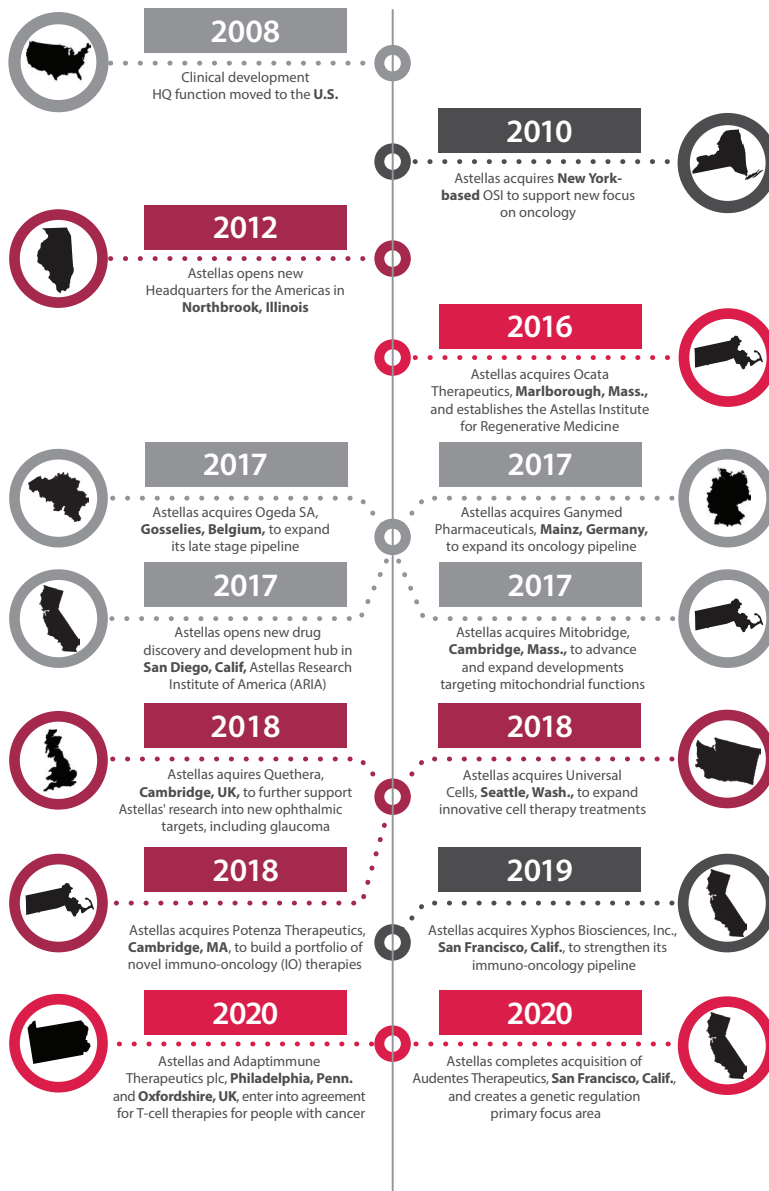 2008
Clinical development
HQ function moved to the U.S.
2010
Astellas acquires New York-
based OSI to support new focus
on oncology
2012
Astellas opens new
Headquarters for the Americas in
Northbrook, Illinois
2016
Astellas acquires Ocata
Therapeutics, Marlborough, Mass.,
and establishes the Astellas Institute
for Regenerative Medicine
2017
Astellas acquires Ogeda SA,
Gosselies, Belgium, to expand
its late stage pipeline
2017
Astellas acquires Ganymed
Pharmaceuticals, Mainz, Germany,
to expand its oncology pipeline
2017
Astellas opens new drug
discovery and development hub in
San Diego, Calif, Astellas Research
Institute of America (ARIA)
2017
Astellas acquires Mitobridge,
Cambridge, Mass., to advance
and expand developments
targeting mitochondrial functions
2018
Astellas aquires Quethera,
Cambridge, UK, to further support
Astellas' research into new ophthalmic
targets, including glaucoma
2018
Astellas acquires Universal
Cells, Seattle, Wash., to expand
innovative cell therapy treatments
2018
Astellas acquires Potenza Therapeutics,
Cambridge, MA, to build a portfolio of
novel immuno-oncology (IO) therapies
2019
Astellas acquires Xyphos Biosciences, Inc.,
San Francisco, Calif., to strengthen its
immuno-oncology pipeline
2020
Astellas and Adaptimmune
Therapeutics plc, Philadelphia, Penn.
and Oxfordshire, UK, enter into agreement
for T-cell therapies for people with cancer
2020
Astellas completes acquisition of
Audentes Therapeutics, San Francisco, Calif.,
and creates a genetic regulation
primary focus area